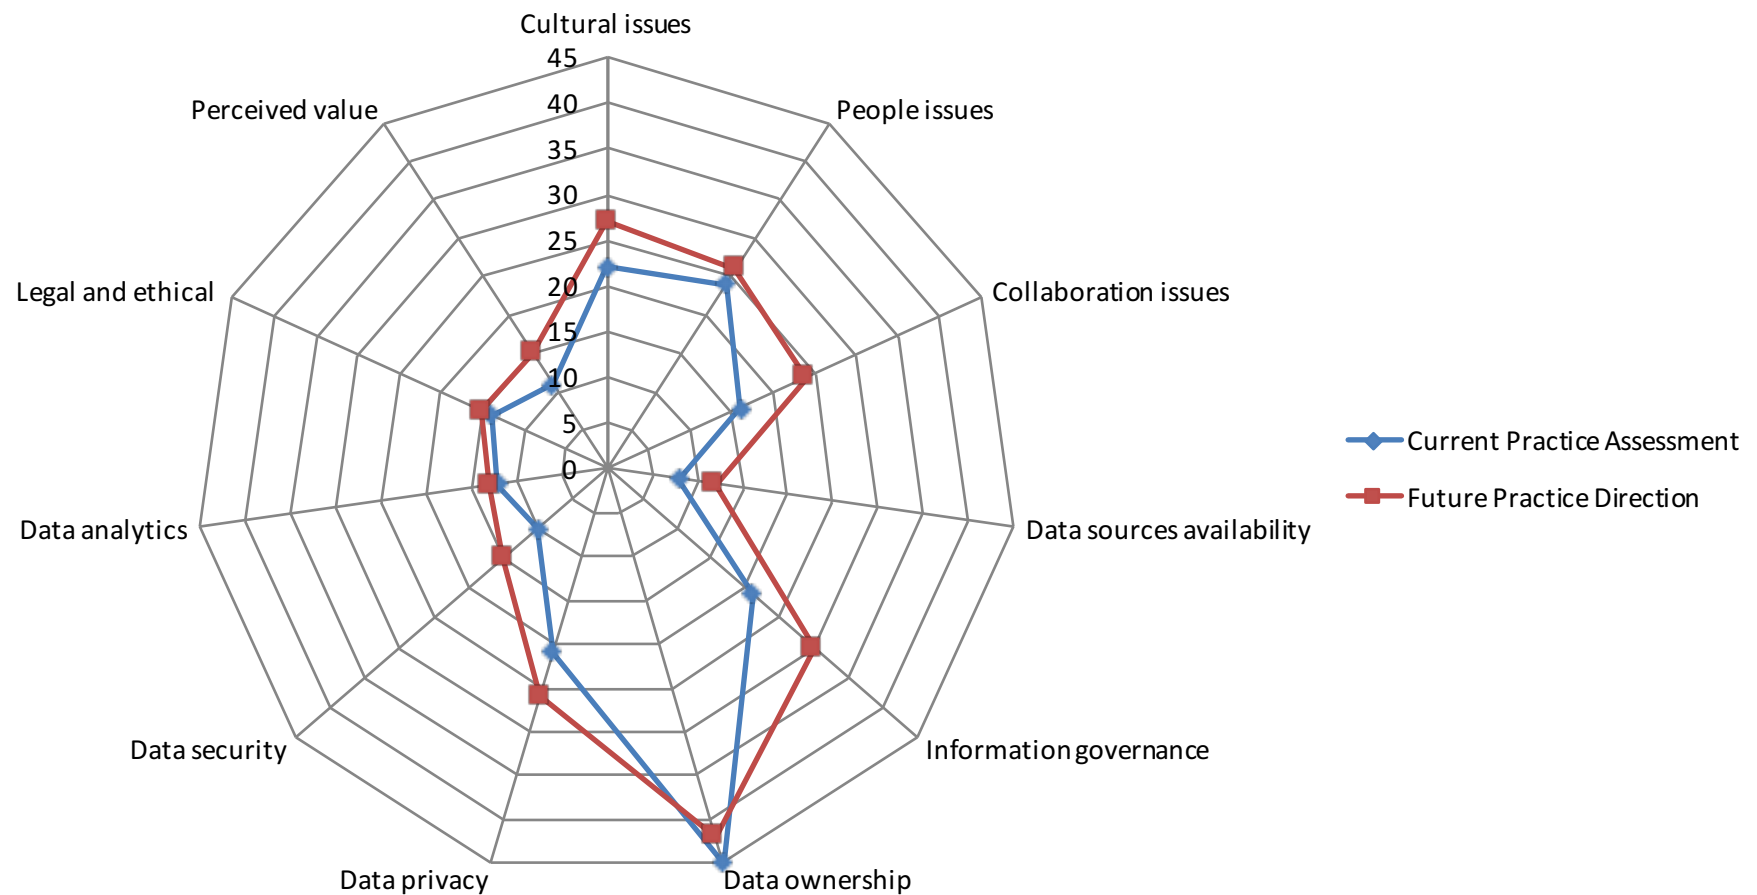 Cultural issues
45
40
35
30
25
20
15
10
5
0
People issues
Collaboration issues
Data sources availability
Information governance
Data ownership
Data privacy
Data security
Data analytics
Legal and ethical
Perceived value
Current Practice Assessment
Future Practice Direction